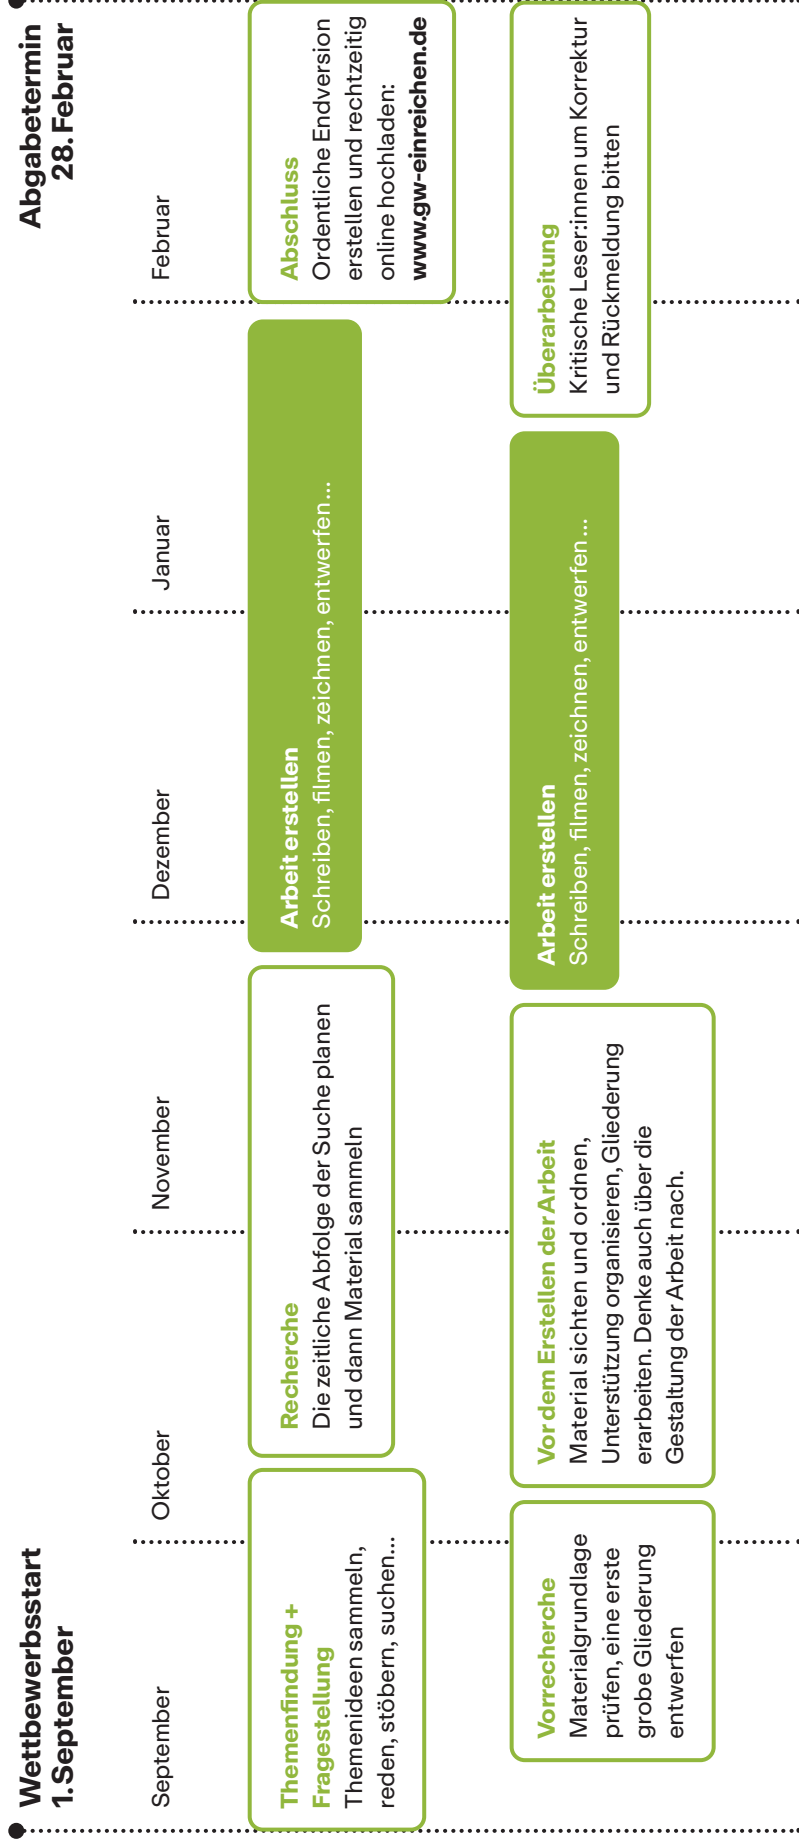 Wettbewerbsstart
1. September
Abgabetermin
28. Februar
September
Oktober
November
Dezember
Januar
Februar
Themenfindung +
Fragestellung
Themenideen sammeln,
reden, stöbern, suchen...
Recherche
Die zeitliche Abfolge der Suche planen
und dann Material sammeln
Arbeit erstellen
Schreiben, filmen, zeichnen, entwerfen...
Abschluss
Ordentliche Endversion
erstellen und rechtzeitig
online hochladen:
www.gw-einreichen.de
Vorrecherche
Materialgrundlage
prüfen, eine erste
grobe Gliederung
entwerfen
Vor dem Erstellen der Arbeit
Material sichten und ordnen,
Unterstützung organisieren, Gliederung
erarbeiten. Denke auch über die
Gestaltung der Arbeit nach.
Arbeit erstellen
Schreiben, filmen, zeichnen, entwerfen...
Überarbeitung
Kritische Leser:innen um Korrektur
und Rückmeldung bitten